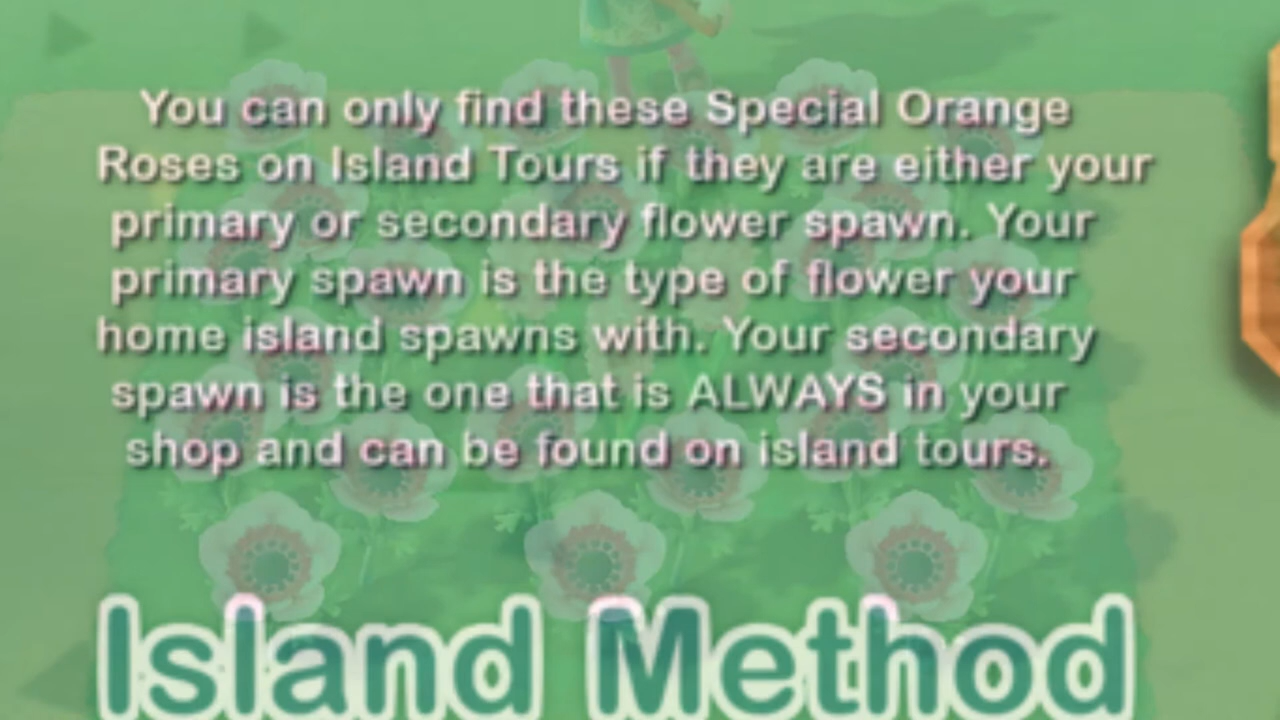 You can only find these Special Orange
Roses on Island Tours if they are either your
primary or secondary flower spawn. Your
primary spawn is the type of flower your
home island spawns with. Your secondary
spawn is the one that is ALWAYS in your
shop and can be found on island tours.
Island Method